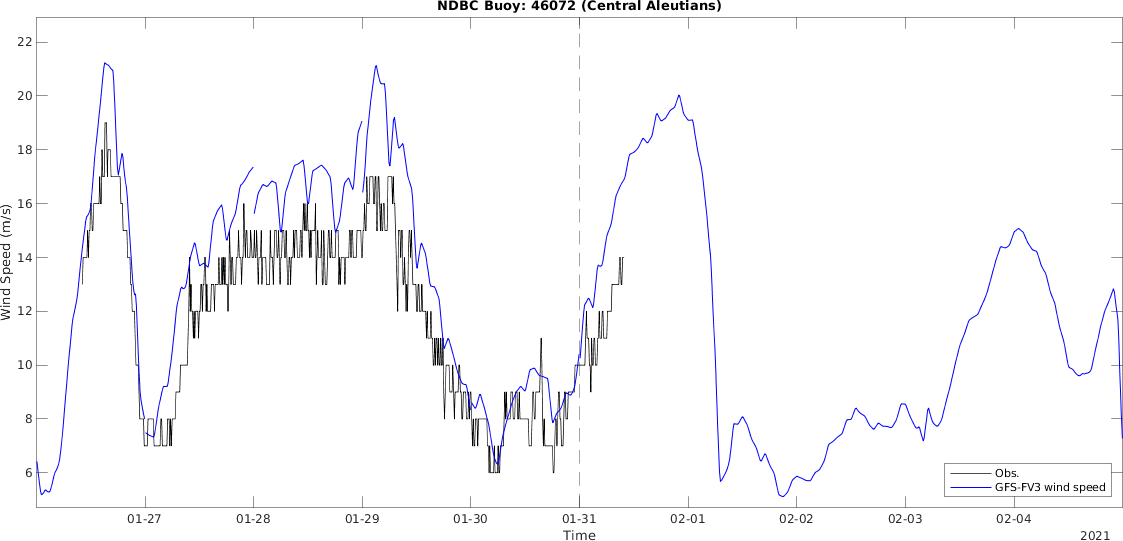 NDBC Buoy: 46072 (Central Aleutians)
22
20
18
16
14
12
10
8
6
Wind Speed (m/s)
Obs.
GFS-FV3 wind speed
01-27 01-28 01-29 01-30 01-31 02-01 02-02 02-03 02-04
Time
2021